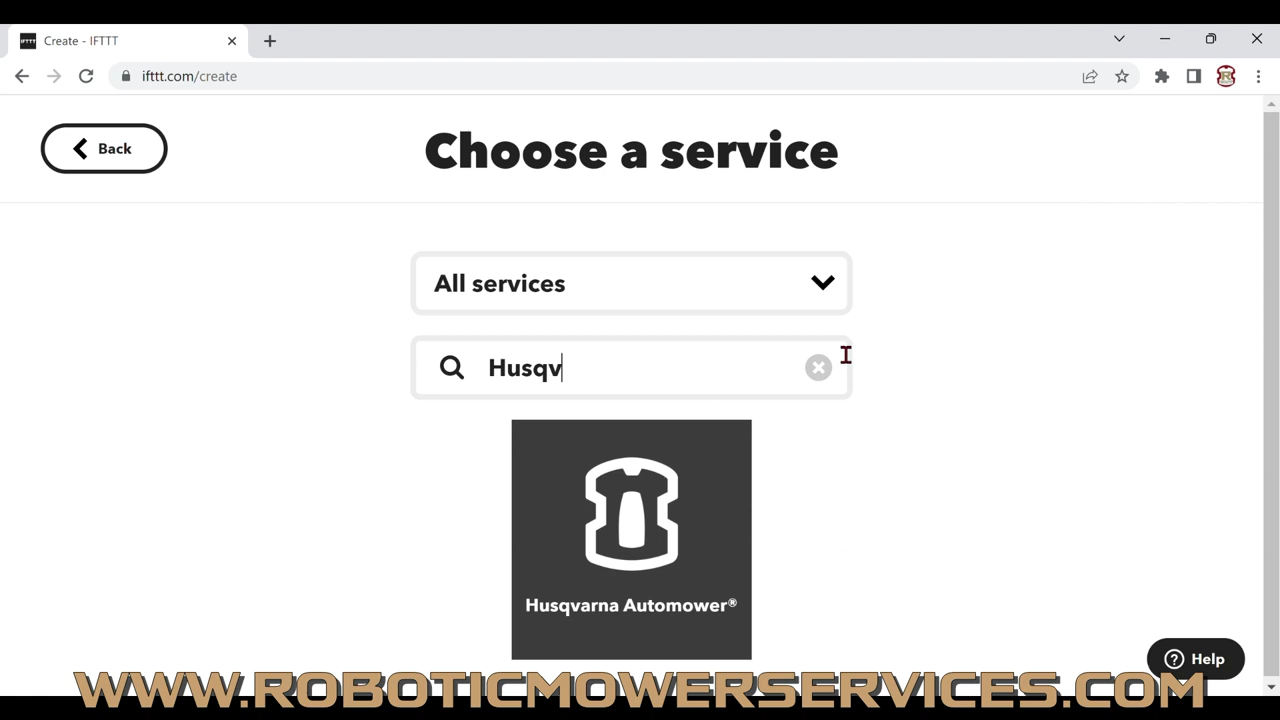 Create - IFTTT
ifttt.com/create
Back
Choose a service
All services
Husqv
Husqvarna Automower®
Help
WWW.ROBOTICMOWERSERVICES.COM